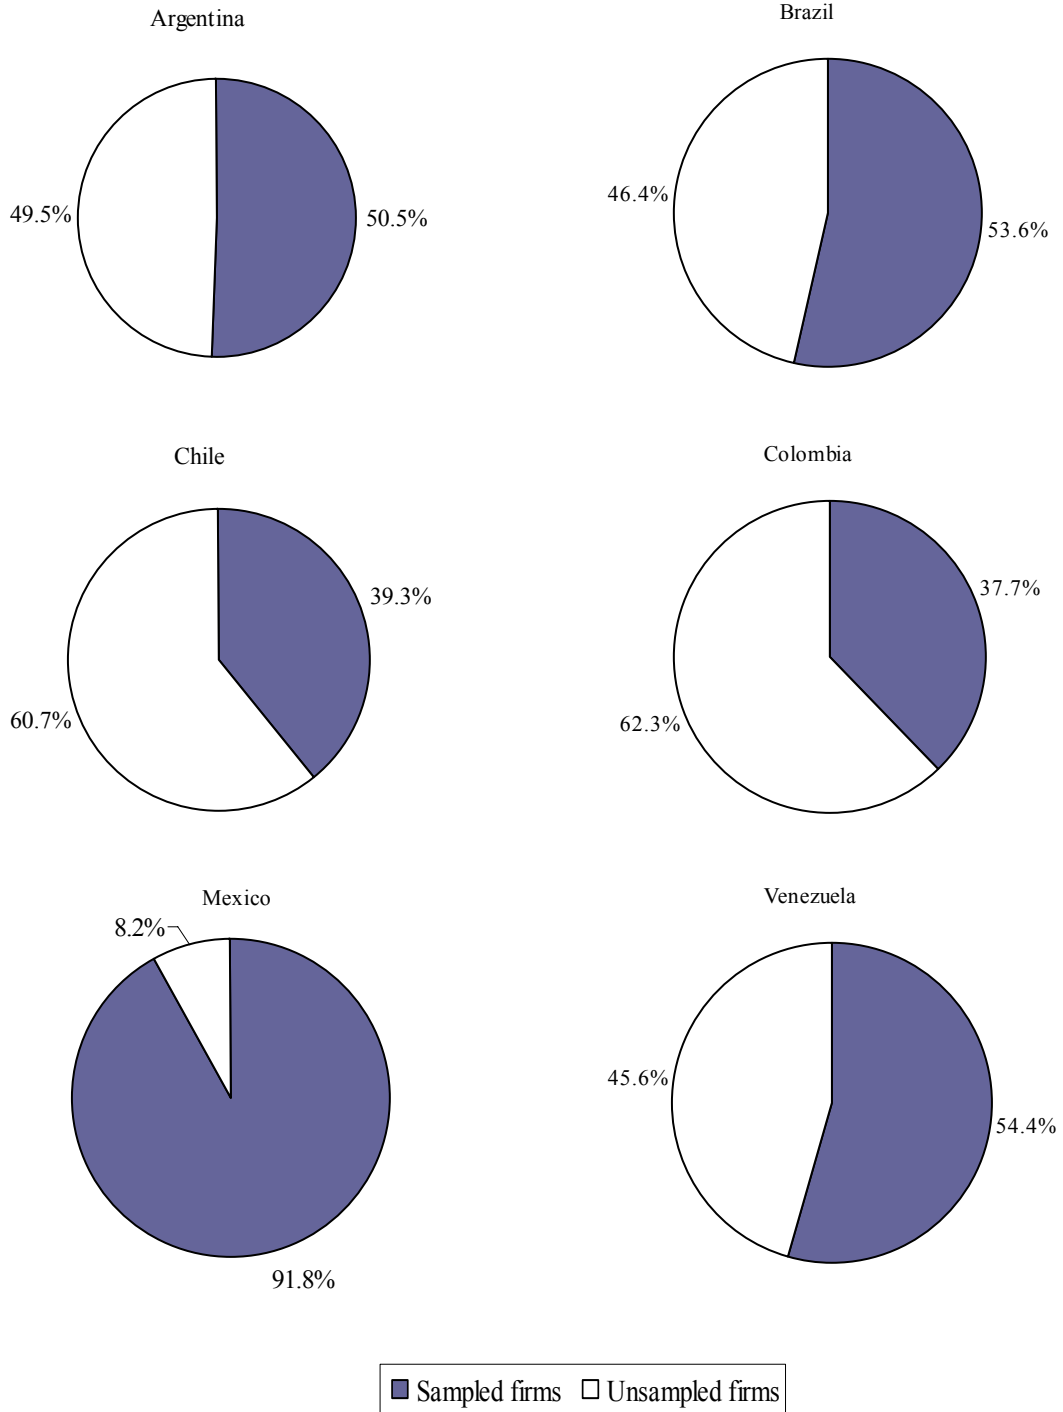 Argentina
Brazil
49.5%
50.5%
46.4%
53.6%
Chile
Colombia
39.3%
60.7%
37.7%
62.3%
Mexico
Venezuela
8.2%
91.8%
45.6%
54.4%
Sampled firms Unsampled firms